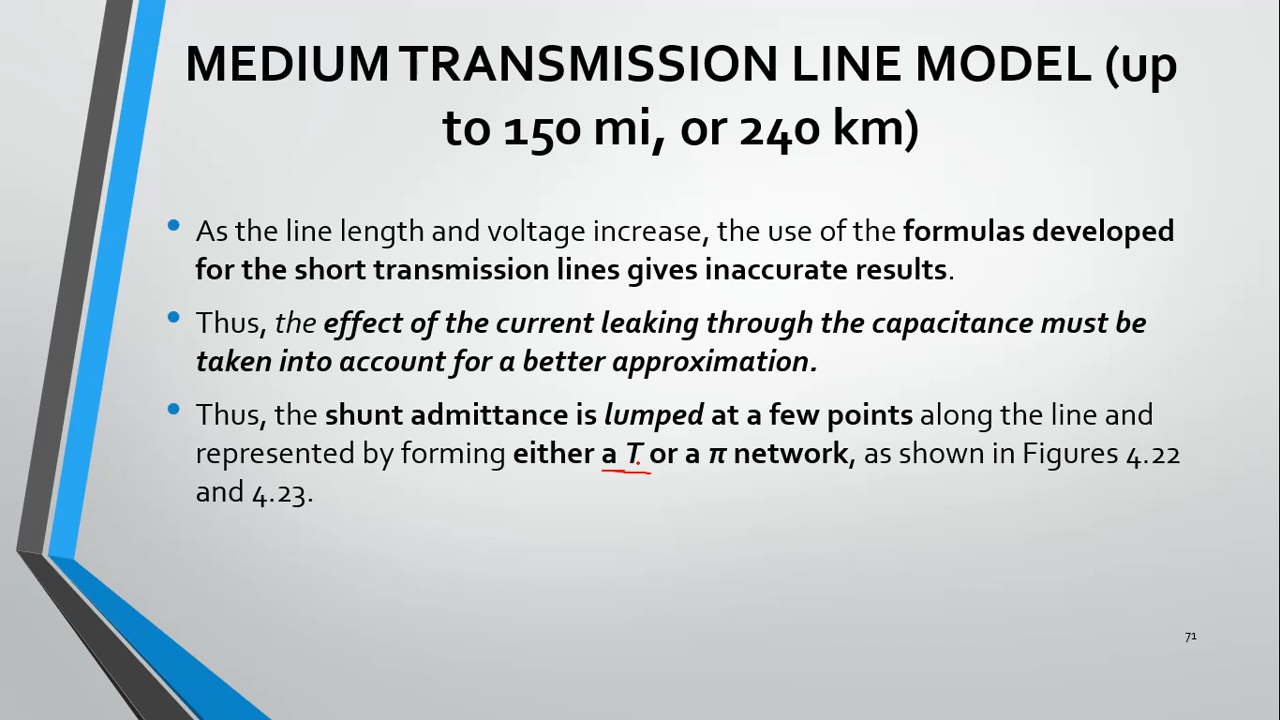 MEDIUM TRANSMISSION LINE MODEL (up
to 150 mi, or 240 km)
• As the line length and voltage increase, the use of the formulas developed
for the short transmission lines gives inaccurate results.
• Thus, the effect of the current leaking through the capacitance must be
taken into account for a better approximation.
• Thus, the shunt admittance is lumped at a few points along the line and
represented by forming either a T or a π network, as shown in Figures 4.22
and 4.23.
71